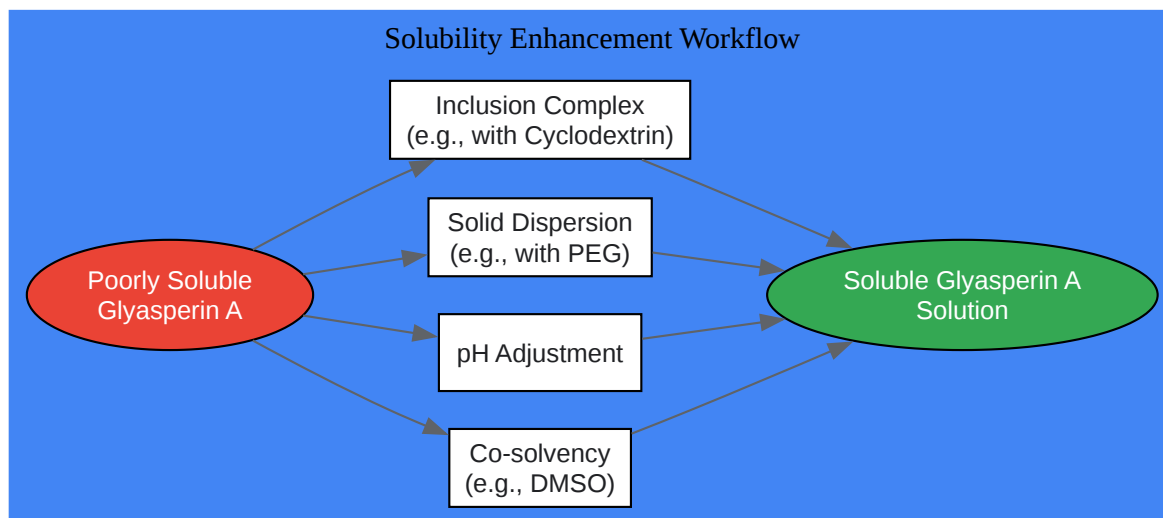 Solubility Enhancement Workflow
Inclusion Complex
(e.g., with Cyclodextrin)
Solid Dispersion
(e.g., with PEG)
Poorly Soluble
Glyasperin A
Soluble Glyasperin A
Solution
pH Adjustment
Co-solvency
(e.g., DMSO)